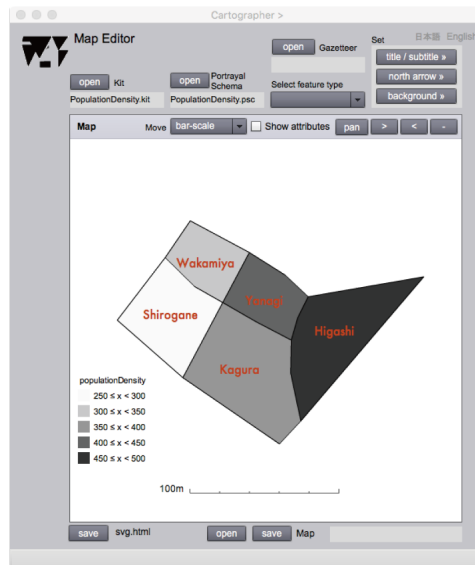 Cartographer >
Map Editor
日本語 English
open Kit
PopulationDensity.kit
open Portrayal Schema
PopulationDensity.psc
open Gazetteer
Select feature type
Set
title / subtitle »
north arrow »
background »
Map
Move bar-scale
Show attributes
pan > < -
Wakamiya
Yanagi
Shirogane
Higashi
Kagura
populationDensity
250 ≤ x < 300
300 ≤ x < 350
350 ≤ x < 400
400 ≤ x < 450
450 ≤ x < 500
100m
save svg.html
open save Map